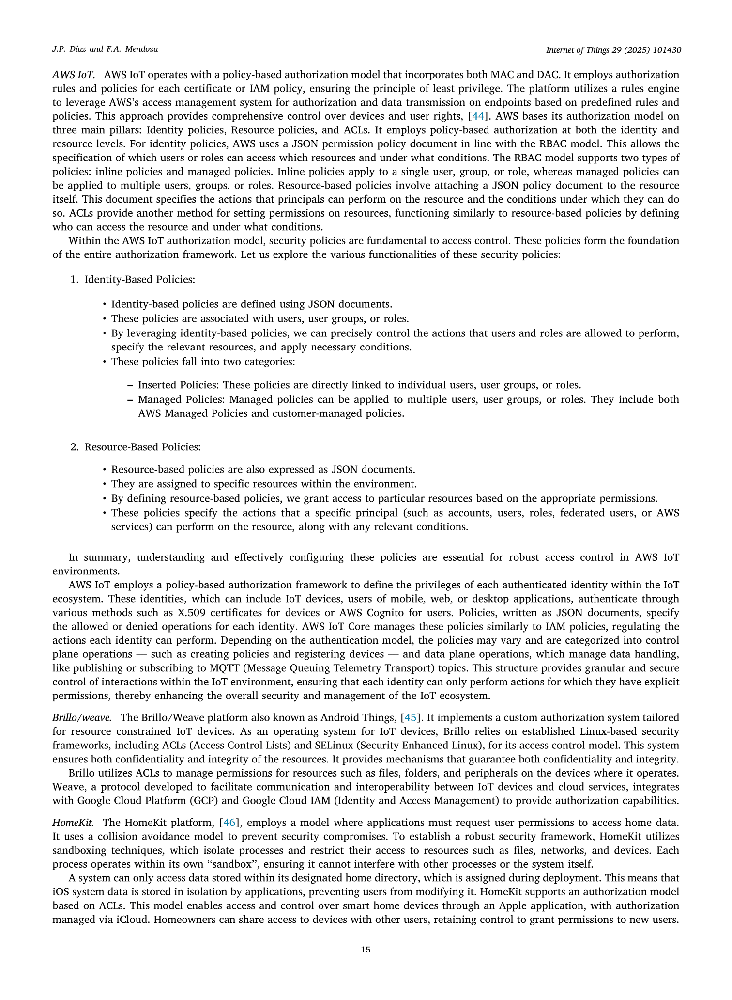 J.P. Díaz and F.A. Mendoza
Internet of Things 29 (2025) 101430
AWS IoT. AWS IoT operates with a policy-based authorization model that incorporates both MAC and DAC. It employs authorization
rules and policies for each certificate or IAM policy, ensuring the principle of least privilege. The platform utilizes a rules engine
to leverage AWS’s access management system for authorization and data transmission on endpoints based on predefined rules and
policies. This approach provides comprehensive control over devices and user rights, [44]. AWS bases its authorization model on
three main pillars: Identity policies, Resource policies, and ACLs. It employs policy-based authorization at both the identity and
resource levels. For identity policies, AWS uses a JSON permission policy document in line with the RBAC model. This allows the
specification of which users or roles can access which resources and under what conditions. The RBAC model supports two types of
policies: inline policies and managed policies. Inline policies apply to a single user, group, or role, whereas managed policies can
be applied to multiple users, groups, or roles. Resource-based policies involve attaching a JSON policy document to the resource
itself. This document specifies the actions that principals can perform on the resource and the conditions under which they can do
so. ACLs provide another method for setting permissions on resources, functioning similarly to resource-based policies by defining
who can access the resource and under what conditions.
Within the AWS IoT authorization model, security policies are fundamental to access control. These policies form the foundation
of the entire authorization framework. Let us explore the various functionalities of these security policies:
1. Identity-Based Policies:
• Identity-based policies are defined using JSON documents.
• These policies are associated with users, user groups, or roles.
• By leveraging identity-based policies, we can precisely control the actions that users and roles are allowed to perform,
specify the relevant resources, and apply necessary conditions.
• These policies fall into two categories:
– Inserted Policies: These policies are directly linked to individual users, user groups, or roles.
– Managed Policies: Managed policies can be applied to multiple users, user groups, or roles. They include both
AWS Managed Policies and customer-managed policies.
2. Resource-Based Policies:
• Resource-based policies are also expressed as JSON documents.
• They are assigned to specific resources within the environment.
• By defining resource-based policies, we grant access to particular resources based on the appropriate permissions.
• These policies specify the actions that a specific principal (such as accounts, users, roles, federated users, or AWS
services) can perform on the resource, along with any relevant conditions.
In summary, understanding and effectively configuring these policies are essential for robust access control in AWS IoT
environments.
AWS IoT employs a policy-based authorization framework to define the privileges of each authenticated identity within the IoT
ecosystem. These identities, which can include IoT devices, users of mobile, web, or desktop applications, authenticate through
various methods such as X.509 certificates for devices or AWS Cognito for users. Policies, written as JSON documents, specify
the allowed or denied operations for each identity. AWS IoT Core manages these policies similarly to IAM policies, regulating the
actions each identity can perform. Depending on the authentication model, the policies may vary and are categorized into control
plane operations — such as creating policies and registering devices — and data plane operations, which manage data handling,
like publishing or subscribing to MQTT (Message Queuing Telemetry Transport) topics. This structure provides granular and secure
control of interactions within the IoT environment, ensuring that each identity can only perform actions for which they have explicit
permissions, thereby enhancing the overall security and management of the IoT ecosystem.
Brillo/weave. The Brillo/Weave platform also known as Android Things, [45]. It implements a custom authorization system tailored
for resource constrained IoT devices. As an operating system for IoT devices, Brillo relies on established Linux-based security
frameworks, including ACLs (Access Control Lists) and SELinux (Security Enhanced Linux), for its access control model. This system
ensures both confidentiality and integrity of the resources. It provides mechanisms that guarantee both confidentiality and integrity.
Brillo utilizes ACLs to manage permissions for resources such as files, folders, and peripherals on the devices where it operates.
Weave, a protocol developed to facilitate communication and interoperability between IoT devices and cloud services, integrates
with Google Cloud Platform (GCP) and Google Cloud IAM (Identity and Access Management) to provide authorization capabilities.
HomeKit. The HomeKit platform, [46], employs a model where applications must request user permissions to access home data.
It uses a collision avoidance model to prevent security compromises. To establish a robust security framework, HomeKit utilizes
sandboxing techniques, which isolate processes and restrict their access to resources such as files, networks, and devices. Each
process operates within its own ‘‘sandbox’’, ensuring it cannot interfere with other processes or the system itself.
A system can only access data stored within its designated home directory, which is assigned during deployment. This means that
iOS system data is stored in isolation by applications, preventing users from modifying it. HomeKit supports an authorization model
based on ACLs. This model enables access and control over smart home devices through an Apple application, with authorization
managed via iCloud. Homeowners can share access to devices with other users, retaining control to grant permissions to new users.
15